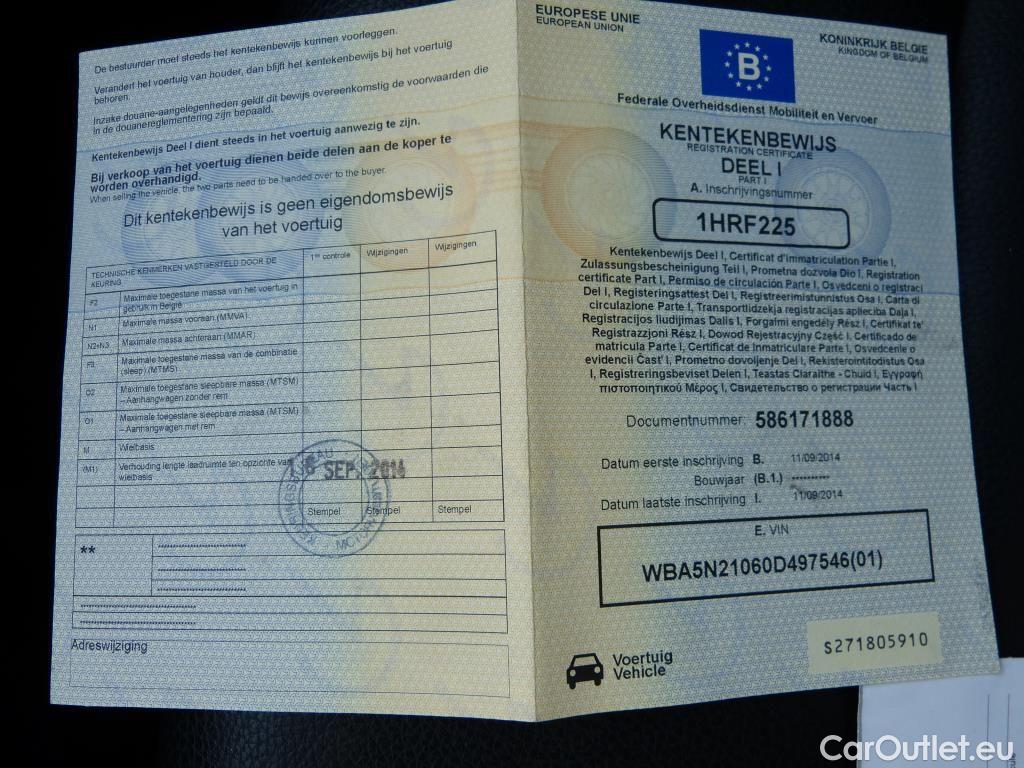 De bestuurder moet steeds het kentekenbewijs kunnen voorleggen.
Verandert het voertuig van houder, dan blijft het kentekenbewijs bij het voertuig
behoren.
Inzake douane-aangelegenheden geldt dit bewijs overeenkomstig de voorwaarden die
in de douanereglementering zijn bepaald.
Kentekenbewijs Deel I dient steeds in het voertuig aanwezig te zijn.
Bij verkoop van het voertuig dienen beide delen aan de koper te
worden overhandigd.
When selling the vehicle, the two parts need to be handed over to the buyer.
Dit kentekenbewijs is geen eigendomsbewijs
van het voertuig
TECHNISCHE KENMERKEN VASTGESTELD DOOR DE
KEURING
1ste controle
Wijzigingen
Wijzigingen
F2 Maximale toegestane massa van het voertuig in
gebruik in België
N1 Maximale massa vooraan (MMVA)
N2+N3 Maximale massa achteraan (MMAR)
F3 Maximale toegestane massa van de combinatie
(sleep) (MTMS)
O2 Maximale toegestane sleepbare massa (MTSM)
– Aanhangwagen zonder rem
O1 Maximale toegestane sleepbare massa (MTSM)
– Aanhangwagen met rem
M Wielbasis
(M1) Verhouding lengte laadruimte ten opzichte van
wielbasis
SEP. 2014
Stempel Stempel Stempel
**
Adreswijziging
EUROPESE UNIE
EUROPEAN UNION
B
KONINKRIJK BELGIE
KINGDOM OF BELGIUM
Federale Overheidsdienst Mobiliteit en Vervoer
KENTEKENBEWIJS
REGISTRATION CERTIFICATE
DEEL I
PART I
A. Inschrijvingsnummer
1HRF225
Kentekenbewijs Deel I, Certificat d'immatriculation Partie I,
Zulassungsbescheinigung Teil I, Prometna dozvola Dio I, Registration
certificate Part I, Permiso de circulación Parte I, Osvedceni o registraci
Del I, Registeringsattest Del I, Registreerimistunnistus Osa I, Carta di
circulazione Parte I, Transportlidzekja registracijas apliecība Daļa I,
Registracijos liudijimas Dalis I, Forgalmi engedély Rész I, Ċertifikat ta'
Registrazzjoni Rész I, Dowod Rejestracyjny Część I, Certificado de
matricula Parte I, Certificat de Inmatriculare Parte I, Osvedčenie o
evidencii Časť I, Prometno dovoljenje Del I, Rekisterointitodistus Osa
I, Registreringsbeviset Delen I, Teastas Claraithe - Chuid I, Εγγραφή
πιστοποιητικού Μέρος I, Свидетельство о регистрации Часть I
Documentnummer: 586171888
Datum eerste inschrijving B. 11/09/2014
Bouwjaar (B.1.) *********
Datum laatste inschrijving I. 11/09/2014
E. VIN
WBA5N21060D497546(01)
Voertuig
Vehicle
S271805910
CarOutlet.eu